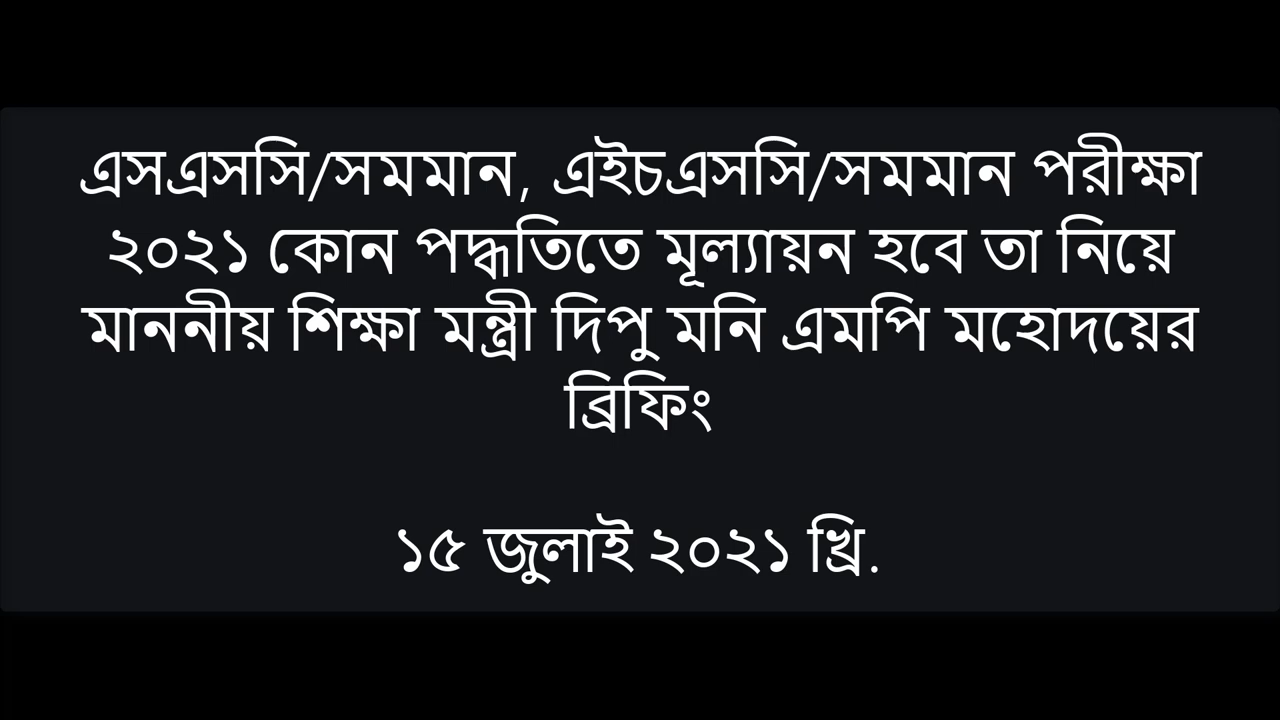 এসএসসি/সমমান, এইচএসসি/সমমান পরীক্ষা
২০২১ কোন পদ্ধতিতে মূল্যায়ন হবে তা নিয়ে
মাননীয় শিক্ষা মন্ত্রী দিপু মনি এমপি মহোদয়ের
ব্রিফিং
১৫ জুলাই ২০২১ খ্রি.